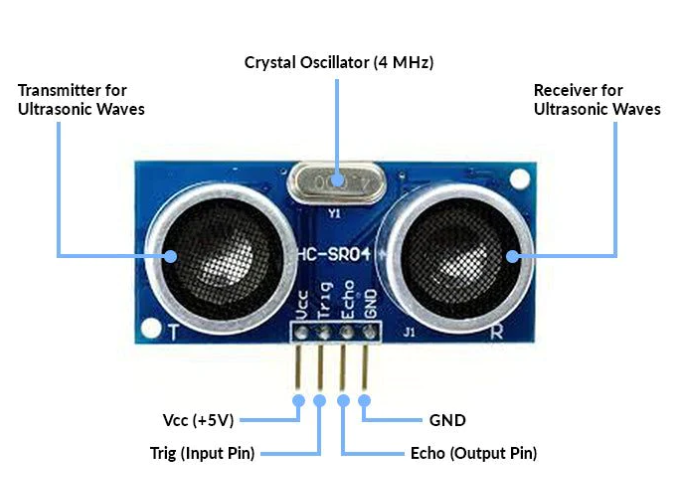 Crystal Oscillator (4 MHz)
Transmitter for
Ultrasonic Waves
Receiver for
Ultrasonic Waves
Y1
HC-SR04
Vcc
Trig
Echo
GND
T
J1
R
Vcc (+5V)
GND
Trig (Input Pin)
Echo (Output Pin)